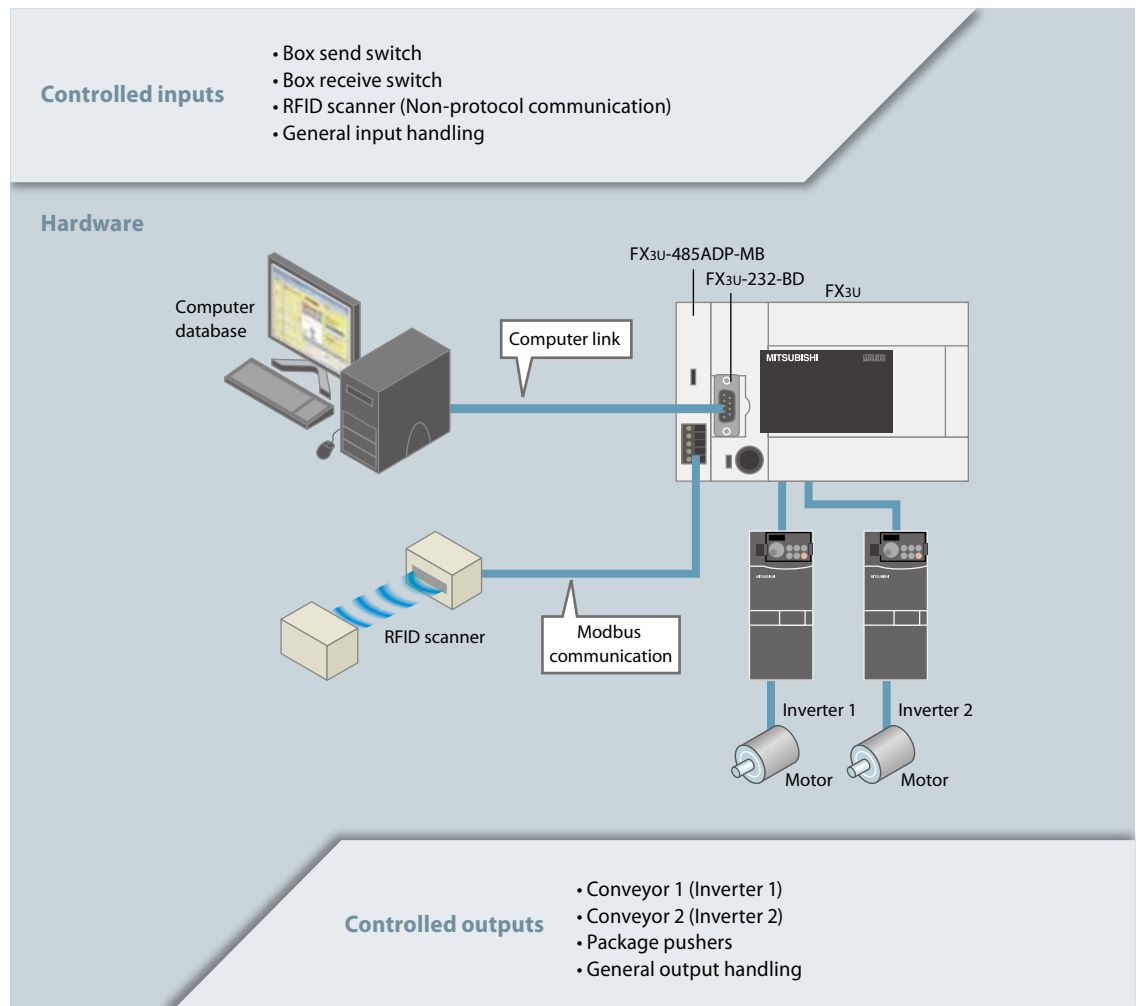 Controlled inputs
• Box send switch
• Box receive switch
• RFID scanner (Non-protocol communication)
• General input handling
Hardware
FX3U-485ADP-MB
FX3U-232-BD
FX3U
Computer
database
Computer link
MITSUBISHI
MITSUBISHI
MITSUBISHI
RFID scanner
Modbus
communication
Inverter 1
Inverter 2
Motor
Motor
Controlled outputs
• Conveyor 1 (Inverter 1)
• Conveyor 2 (Inverter 2)
• Package pushers
• General output handling